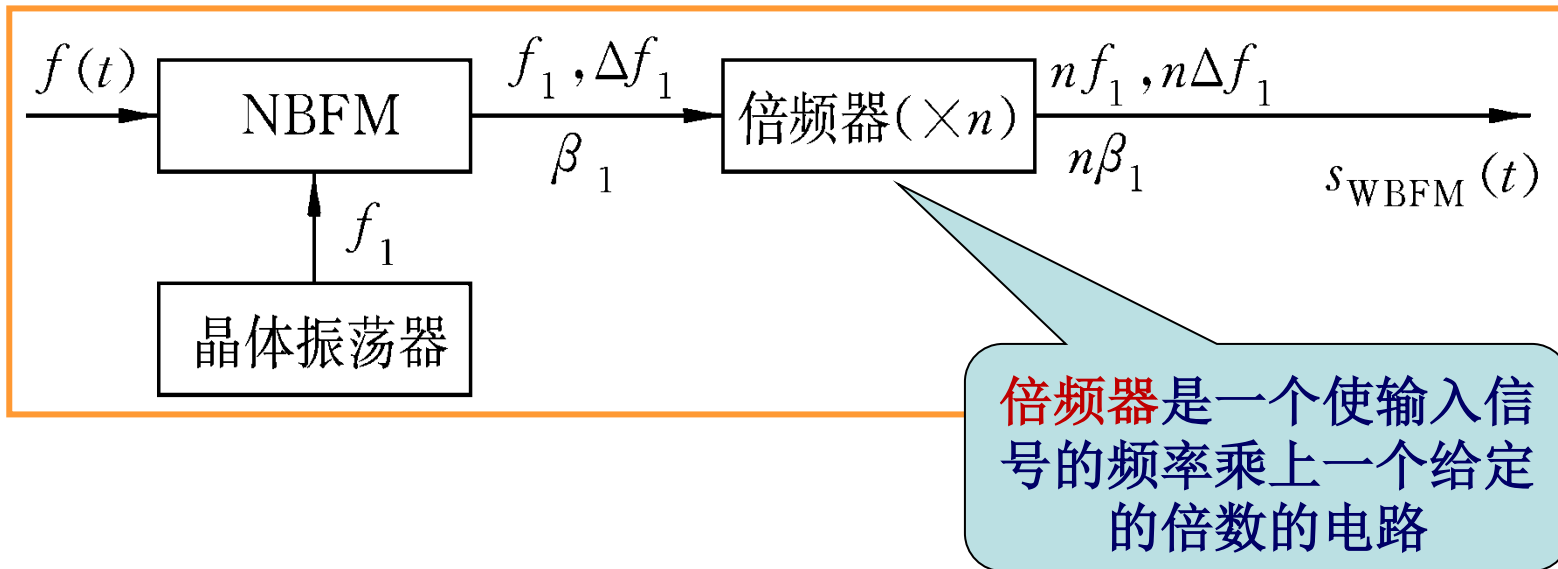 f(t)
NBFM
f₁,Δf₁
β₁
倍频器(×n)
nf₁,nΔf₁
nβ₁
s_WBFM(t)
f₁
晶体振荡器
倍频器是一个使输入信
号的频率乘上一个给定
的倍数的电路